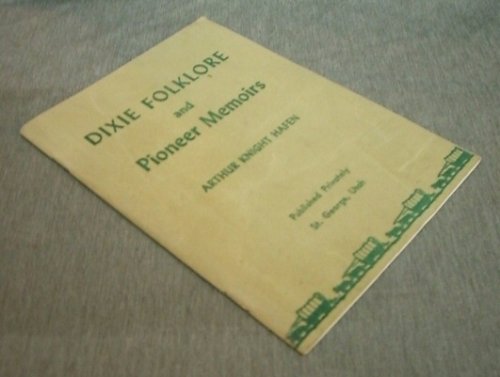 DIXIE FOLKLORE
and
Pioneer Memoirs
ARTHUR KNIGHT HAFEN
Published Privately
St. George, Utah